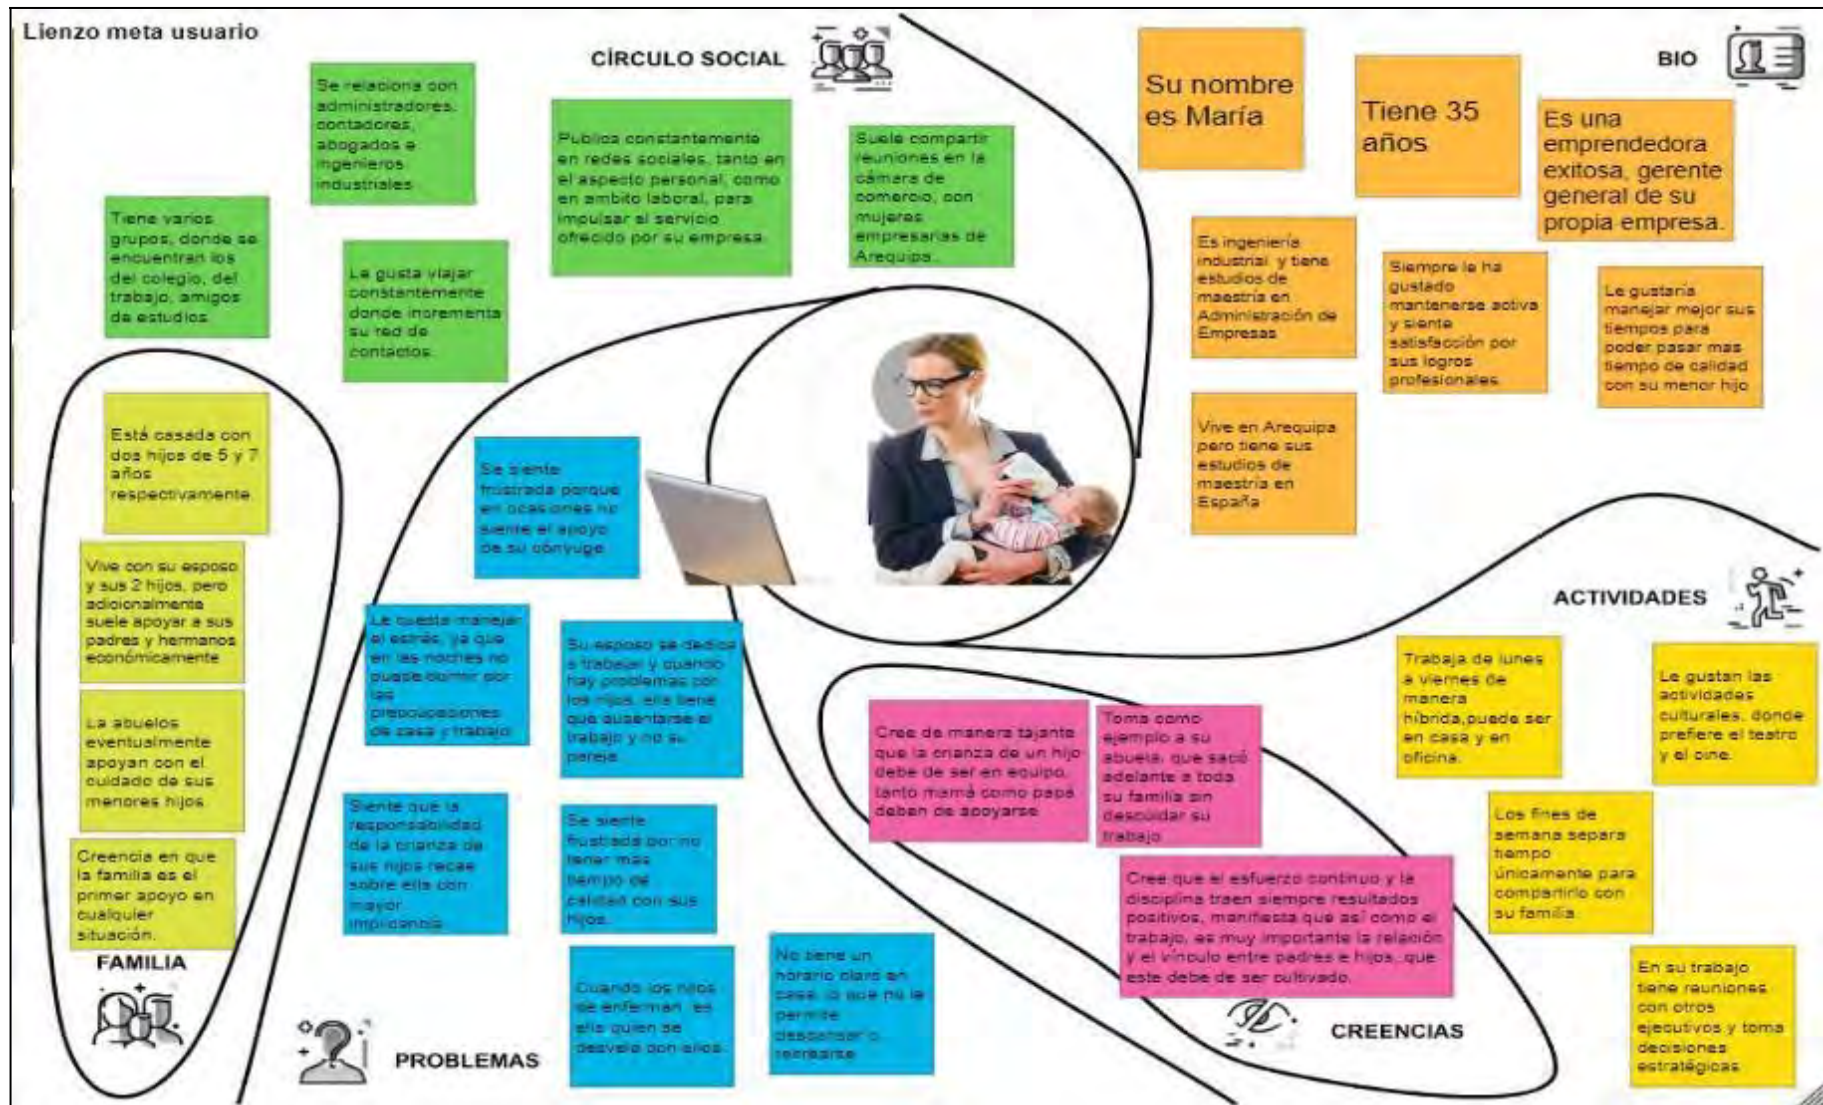 Lienzo meta usuario
CÍRCULO SOCIAL
Se relaciona con
administradores,
contadores,
abogados e
ingenieros
industriales
Publica constantemente
en redes sociales, tanto en
el aspecto personal, como
en ambito laboral, para
impulsar el servicio
ofrecido por su empresa.
Suele compartir
reuniones en la
cámara de
comercio, con
mujeres
empresarias de
Arequipa.
Tiene varios
grupos, donde se
encuentran los
del colegio, del
trabajo, amigos
de estudios.
Le gusta viajar
constantemente
donde incrementa
su red de
contactos.
BIO
Su nombre
es María
Tiene 35
años
Es una
emprendedora
exitosa, gerente
general de su
propia empresa.
Es ingeniería
industrial y tiene
estudios de
maestría en
Administración de
Empresas
Siempre le ha
gustado
mantenerse activa
y siente
satisfacción por
sus logros
profesionales.
Le gustaría
manejar mejor sus
tiempos para
poder pasar mas
tiempo de calidad
con su menor hijo
Vive en Arequipa
pero tiene sus
estudios de
maestría en
España
Está casada con
dos hijos de 5 y 7
años
respectivamente.
Vive con su esposo
y sus 2 hijos, pero
adicionalmente
suele apoyar a sus
padres y hermanos
económicamente
La abuelos
eventualmente
apoyan con el
cuidado de sus
menores hijos.
Creencia en que
la familia es el
primer apoyo en
cualquier
situación.
FAMILIA
Se siente
frustrada porque
en ocasiones no
siente el apoyo
de su cónyuge
Le cuesta manejar
el estrés, ya que
en las noches no
puede dormir por
las
preocupaciones
de casa y trabajo
Su esposo se dedica
a trabajar y cuando
hay problemas con
los hijos, ella tiene
que ausentarse el
trabajo y no su
pareja
Siente que la
responsabilidad
de la crianza de
sus hijos recae
sobre ella con
mayor
implicancia
Se siente
frustrada por no
tener mas
tiempo de
calidad con sus
hijos.
Cuando los hijos
de enferman es
ella quien se
desvela con ellos.
No tiene un
horario claro en
casa, lo que no le
permite
descansar o
recrearse
PROBLEMAS
Cree de manera tajante
que la crianza de un hijo
debe de ser en equipo,
tanto mamá como papá
deben de apoyarse
Toma como
ejemplo a su
abuela, que sacó
adelante a toda
su familia sin
descuidar su
trabajo
Cree que el esfuerzo continuo y la
disciplina traen siempre resultados
positivos, manifiesta que así como el
trabajo, es muy importante la relación
y el vínculo entre padres e hijos, que
este debe de ser cultivado.
CREENCIAS
ACTIVIDADES
Trabaja de lunes
a viernes de
manera
híbrida,puede ser
en casa y en
oficina.
Le gustan las
actividades
culturales, donde
prefiere el teatro
y el cine.
Los fines de
semana separa
tiempo
únicamente para
compartirlo con
su familia.
En su trabajo
tiene reuniones
con otros
ejecutivos y toma
decisiones
estratégicas